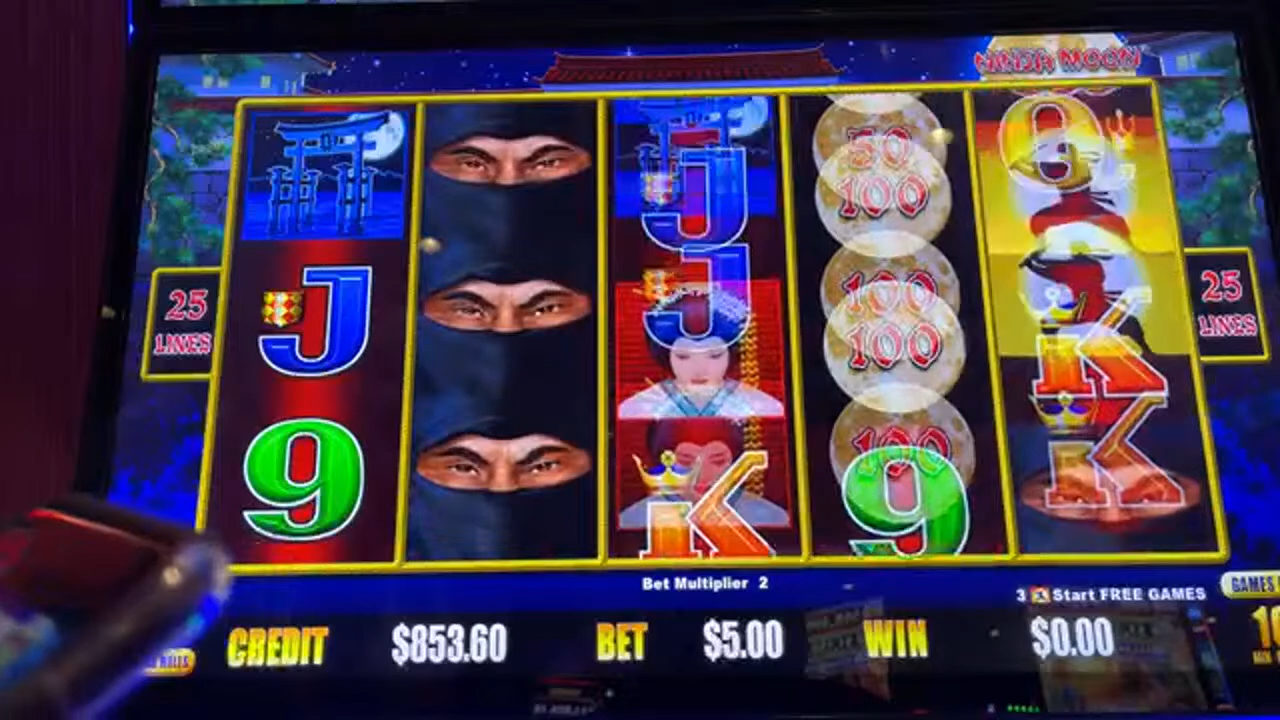 NINJA MOON
Q
50
J
100
25
LINES
J
J
100
100
K
25
LINES
9
K
100
9
K
Bet Multiplier 2
3 Start FREE GAMES
GAMES
CREDIT $853.60 BET $5.00 WIN $0.00